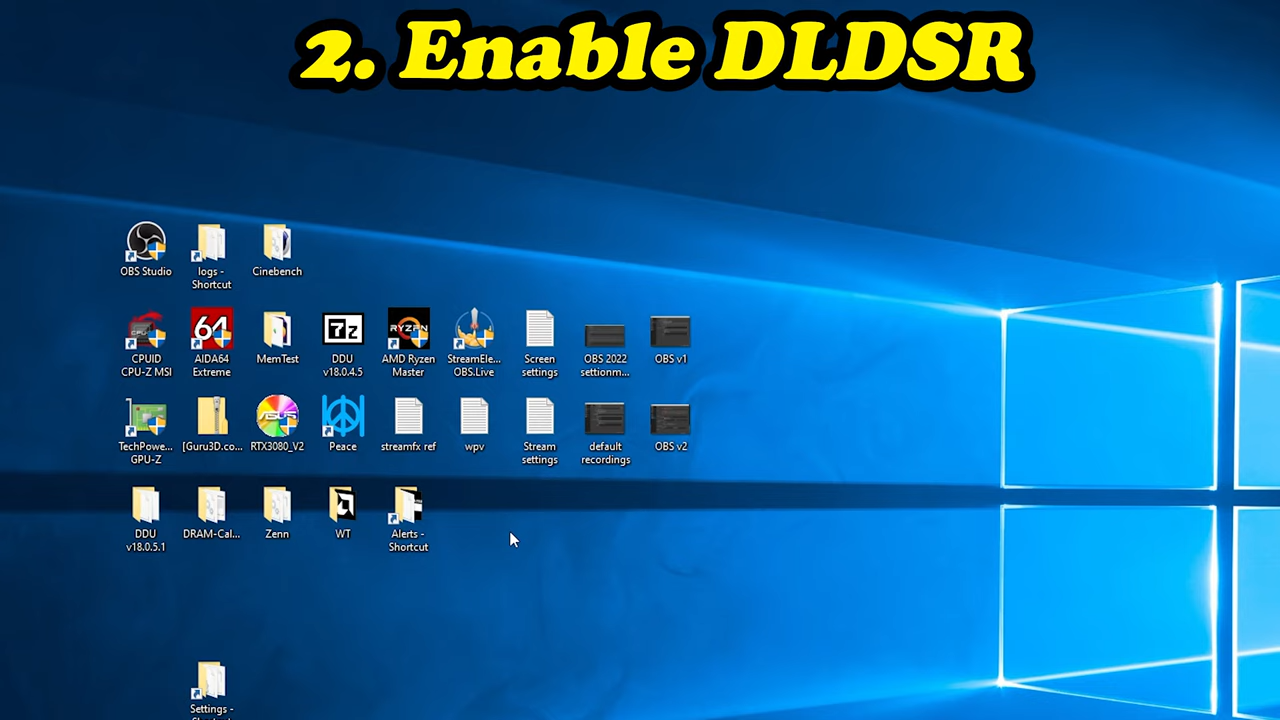 2. Enable DLDSR
OBS Studio
logs -
Shortcut
Cinebench
CPUID
CPU-Z MSI
AIDA64
Extreme
MemTest
DDU
v18.0.4.5
AMD Ryzen
Master
StreamEle...
OBS.Live
Screen
settings
OBS 2022
settionm...
OBS v1
TechPowe...
GPU-Z
[Guru3D.co...
RTX3080_V2
Peace
streamfx ref
wpv
Stream
settings
default
recordings
OBS v2
DDU
v18.0.5.1
DRAM-Cal...
Zenn
WT
Alerts -
Shortcut
Settings -